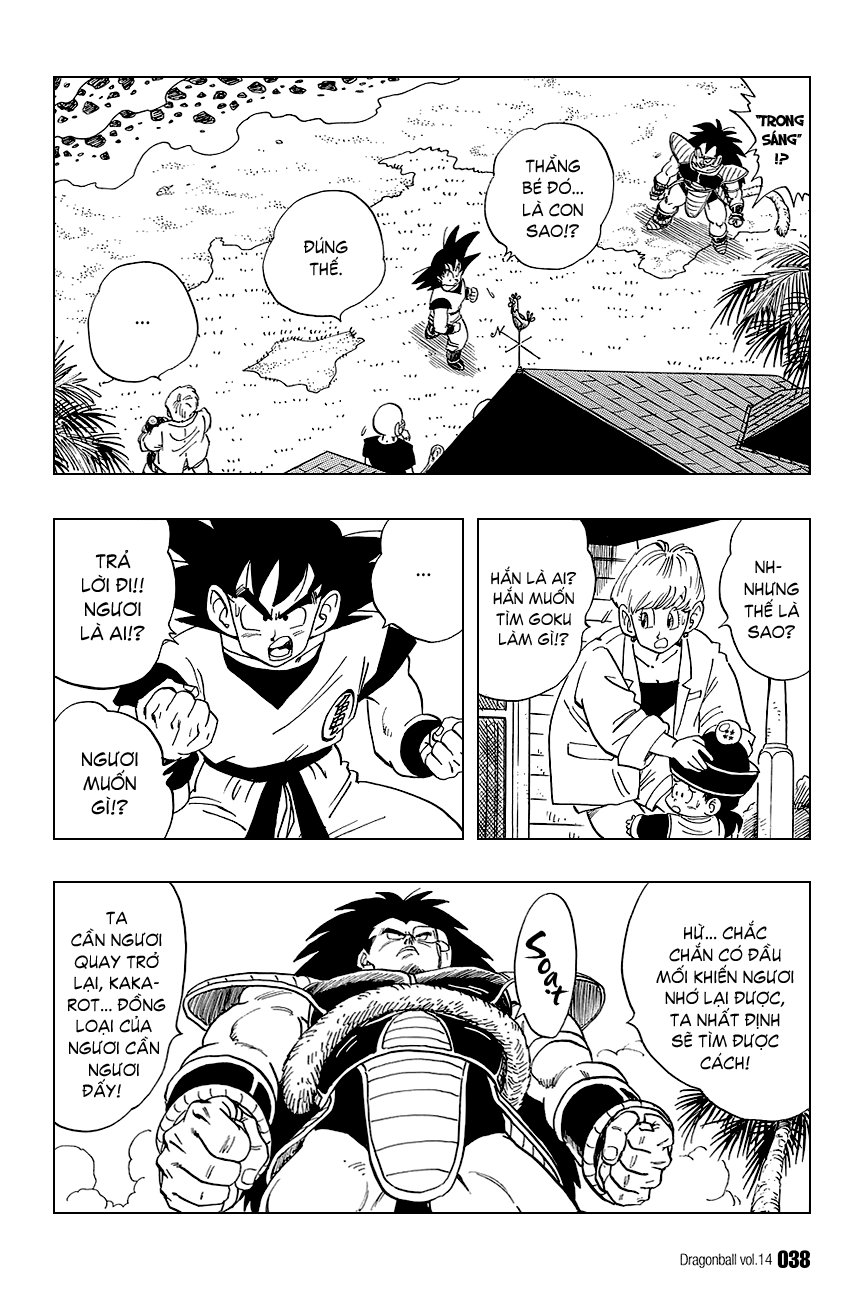 "TRONG
SÁNG"
!?
THẰNG
BÉ ĐÓ...
LÀ CON
SAO!?
ĐÚNG
THẾ.
...
N
NH-
NHƯNG
THẾ LÀ
SAO?
HẮN LÀ AI?
HẮN MUỐN
TÌM GOKU
LÀM GÌ!?
...
TRẢ
LỜI ĐI!!
NGƯƠI
LÀ AI!?
NGƯƠI
MUỐN
GÌ!?
HỪ... CHẮC
CHẮN CÓ ĐẦU
MỐI KHIẾN NGƯƠI
NHỚ LẠI ĐƯỢC,
TA NHẤT ĐỊNH
SẼ TÌM ĐƯỢC
CÁCH!
SOẠT
TA
CẦN NGƯƠI
QUAY TRỞ
LẠI, KAKA-
ROT... ĐỒNG
LOẠI CỦA
NGƯƠI CẦN
NGƯƠI
ĐẤY!
Dragonball vol.14 038